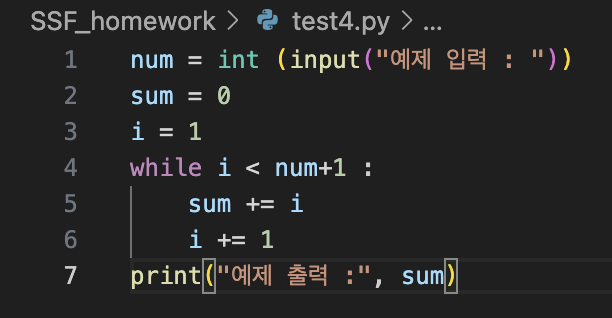 SSF_homework > test4.py > ...
1 num = int (input("예제 입력 : "))
2 sum = 0
3 i = 1
4 while i < num+1 :
5     sum += i
6     i += 1
7 print("예제 출력 :", sum)